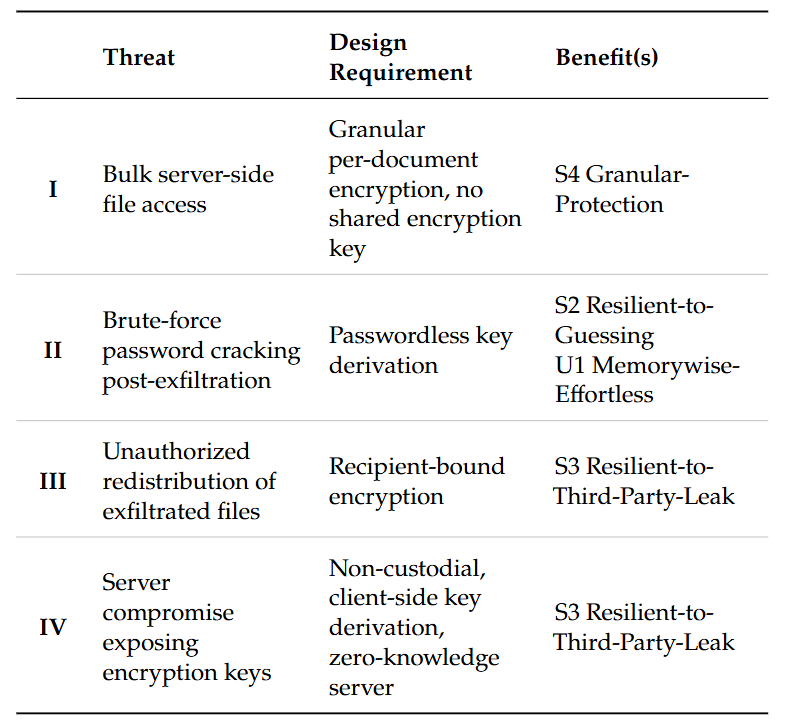 Threat
Design
Requirement
Benefit(s)
I
Bulk server-side
file access
Granular
per-document
encryption, no
shared encryption
key
S4 Granular-
Protection
II
Brute-force
password cracking
post-exfiltration
Passwordless key
derivation
S2 Resilient-to-
Guessing
U1 Memorywise-
Effortless
III
Unauthorized
redistribution of
exfiltrated files
Recipient-bound
encryption
S3 Resilient-to-
Third-Party-Leak
IV
Server
compromise
exposing
encryption keys
Non-custodial,
client-side key
derivation,
zero-knowledge
server
S3 Resilient-to-
Third-Party-Leak